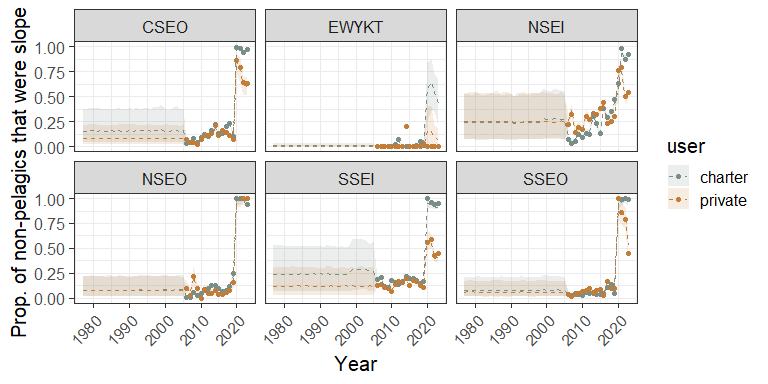 Prop. of non-pelagics that were slope
CSEO
EWYKT
NSEI
1.00
0.75
0.50
0.25
0.00
NSEO
SSEI
SSEO
1.00
0.75
0.50
0.25
0.00
1980
1990
2000
2010
2020
1980
1990
2000
2010
2020
1980
1990
2000
2010
2020
Year
user
charter
private